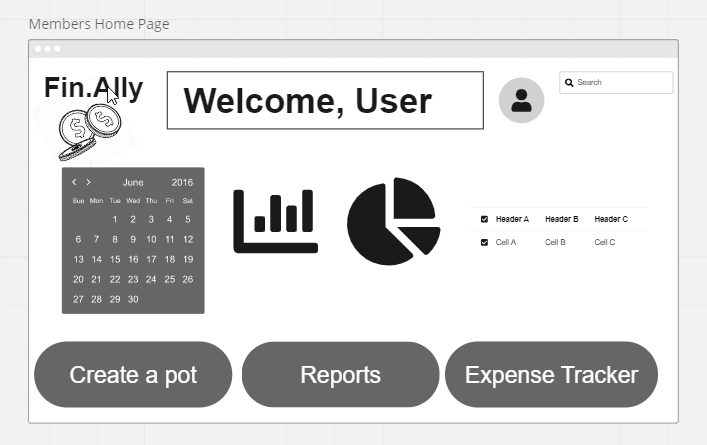 Members Home Page
Fin.Ally
Welcome, User
Search
June 2016
Sun Mon Tue Wed Thu Fri Sat
1 2 3 4 5
6 7 8 9 10 11 12
13 14 15 16 17 18 19
20 21 22 23 24 25 26
27 28 29 30
Header A Header B Header C
Cell A Cell B Cell C
Create a pot
Reports
Expense Tracker